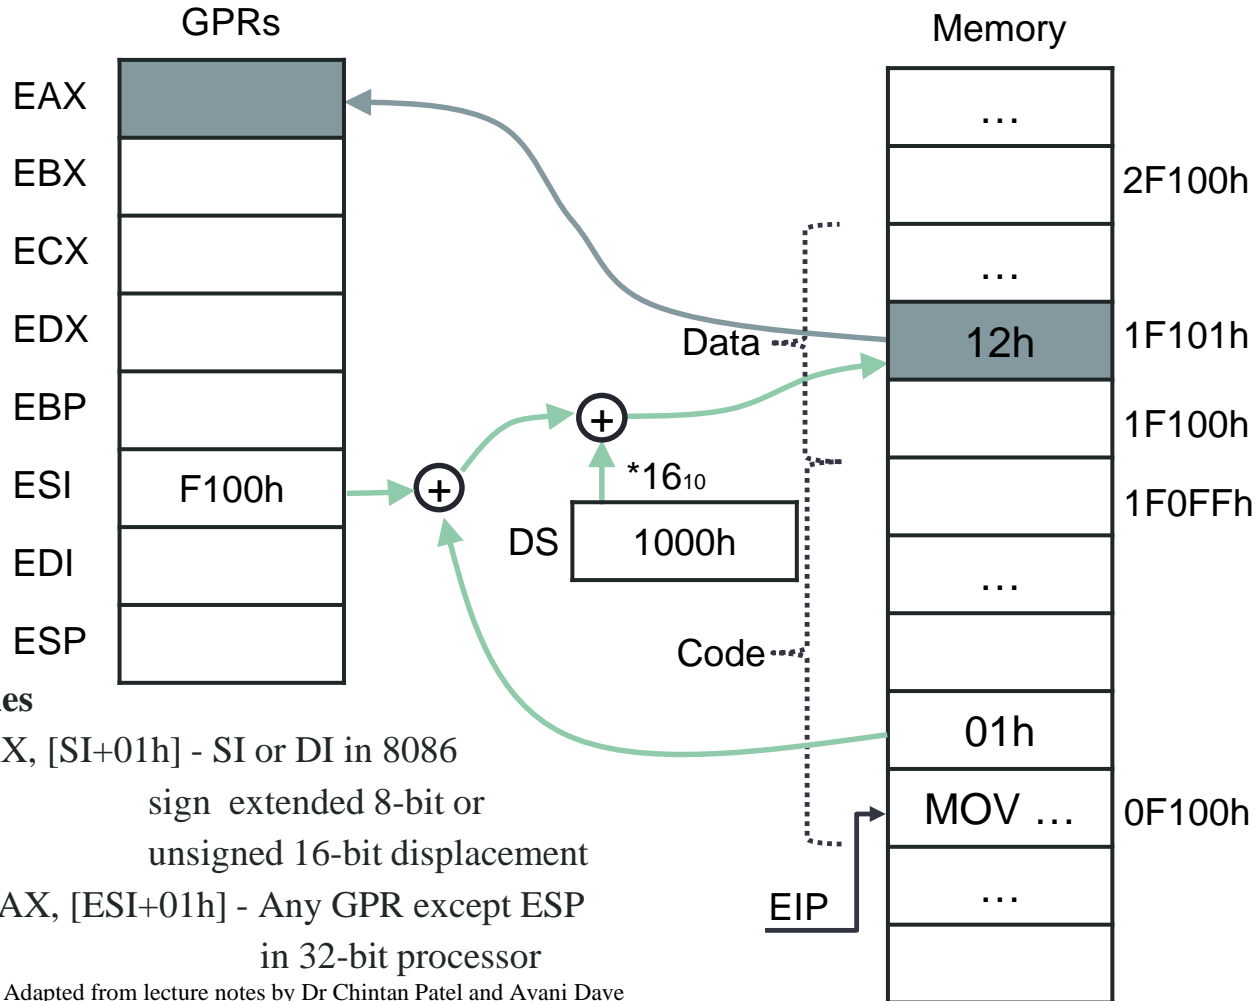 GPRs
Memory
EAX
EBX
ECX
EDX
EBP
ESI
F100h
EDI
ESP
+
+
*16₁₀
DS
1000h
Data
Code
…
2F100h
…
12h
1F101h
1F100h
1F0FFh
…
01h
MOV …
0F100h
…
EIP
es
X, [SI+01h] - SI or DI in 8086
sign extended 8-bit or
unsigned 16-bit displacement
AX, [ESI+01h] - Any GPR except ESP
in 32-bit processor
Adapted from lecture notes by Dr Chintan Patel and Avani Dave